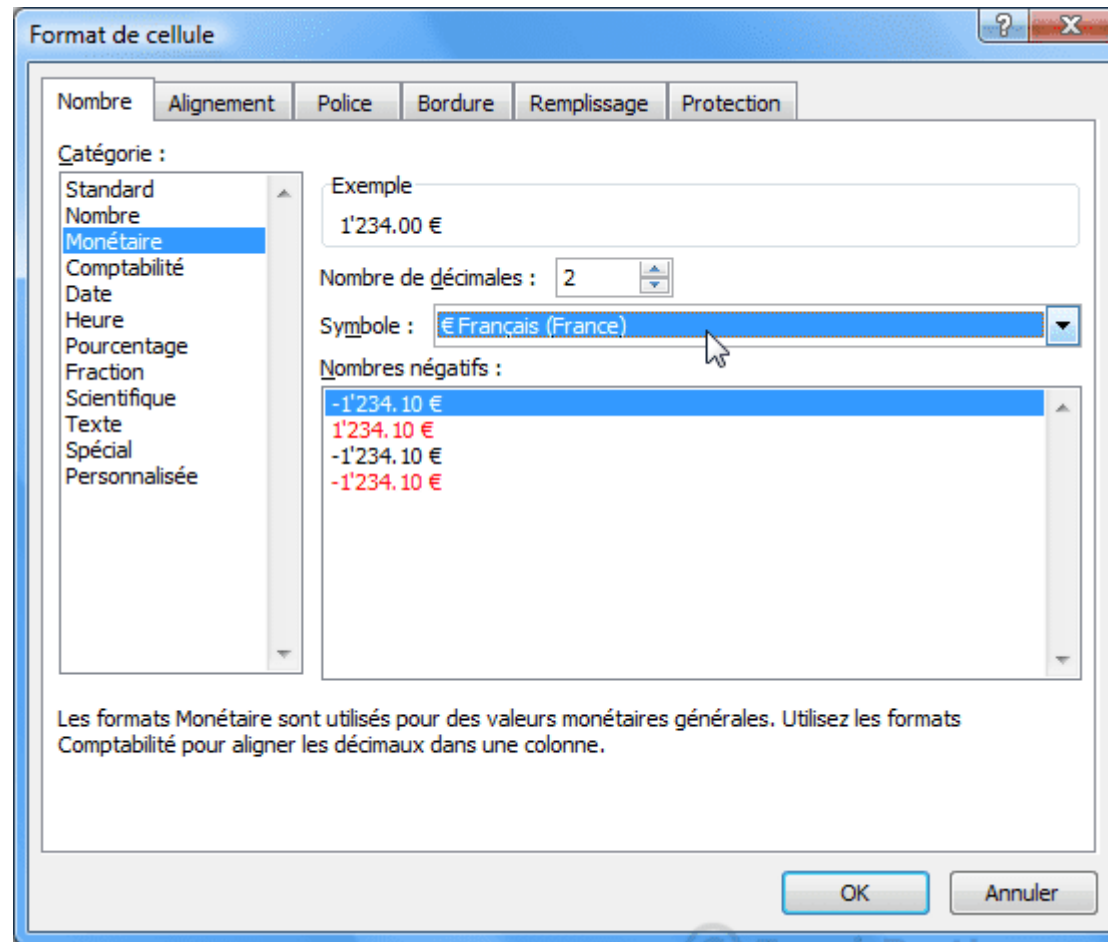 Format de cellule
Nombre Alignement Police Bordure Remplissage Protection
Catégorie :
Standard
Nombre
Monétaire
Comptabilité
Date
Heure
Pourcentage
Fraction
Scientifique
Texte
Spécial
Personnalisée
Exemple
1'234.00 €
Nombre de décimales : 2
Symbole : € Français (France)
Nombres négatifs :
-1'234.10 €
1'234.10 €
-1'234.10 €
-1'234.10 €
Les formats Monétaire sont utilisés pour des valeurs monétaires générales. Utilisez les formats
Comptabilité pour aligner les décimaux dans une colonne.
OK Annuler